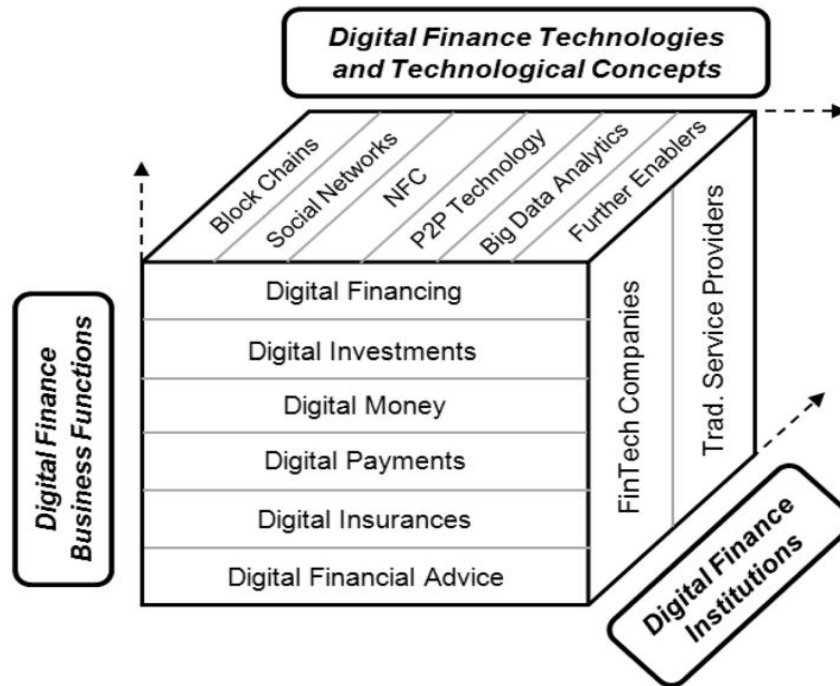 Digital Finance Technologies
and Technological Concepts
Block Chains
Social Networks
NFC
P2P Technology
Big Data Analytics
Further Enablers
Digital Finance
Business Functions
Digital Financing
Digital Investments
Digital Money
Digital Payments
Digital Insurances
Digital Financial Advice
FinTech Companies
Trad. Service Providers
Digital Finance
Institutions